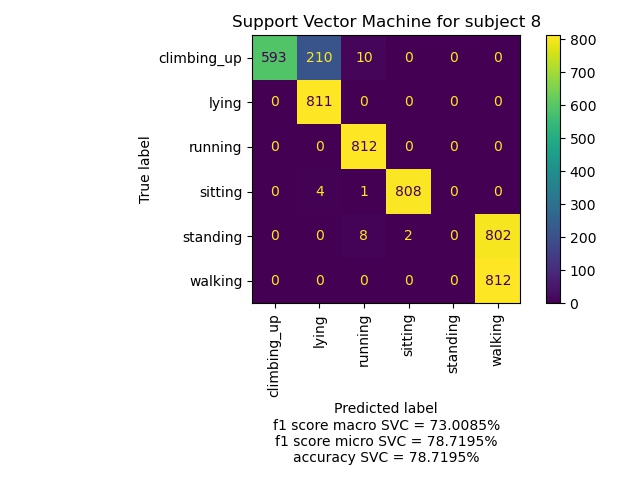 Support Vector Machine for subject 8
climbing_up 593 210 10 0 0 0
lying 0 811 0 0 0 0
running 0 0 812 0 0 0
sitting 0 4 1 808 0 0
standing 0 0 8 2 0 802
walking 0 0 0 0 0 812
True label
climbing_up lying running sitting standing walking
Predicted label
f1 score macro SVC = 73.0085%
f1 score micro SVC = 78.7195%
accuracy SVC = 78.7195%
800
700
600
500
400
300
200
100
0